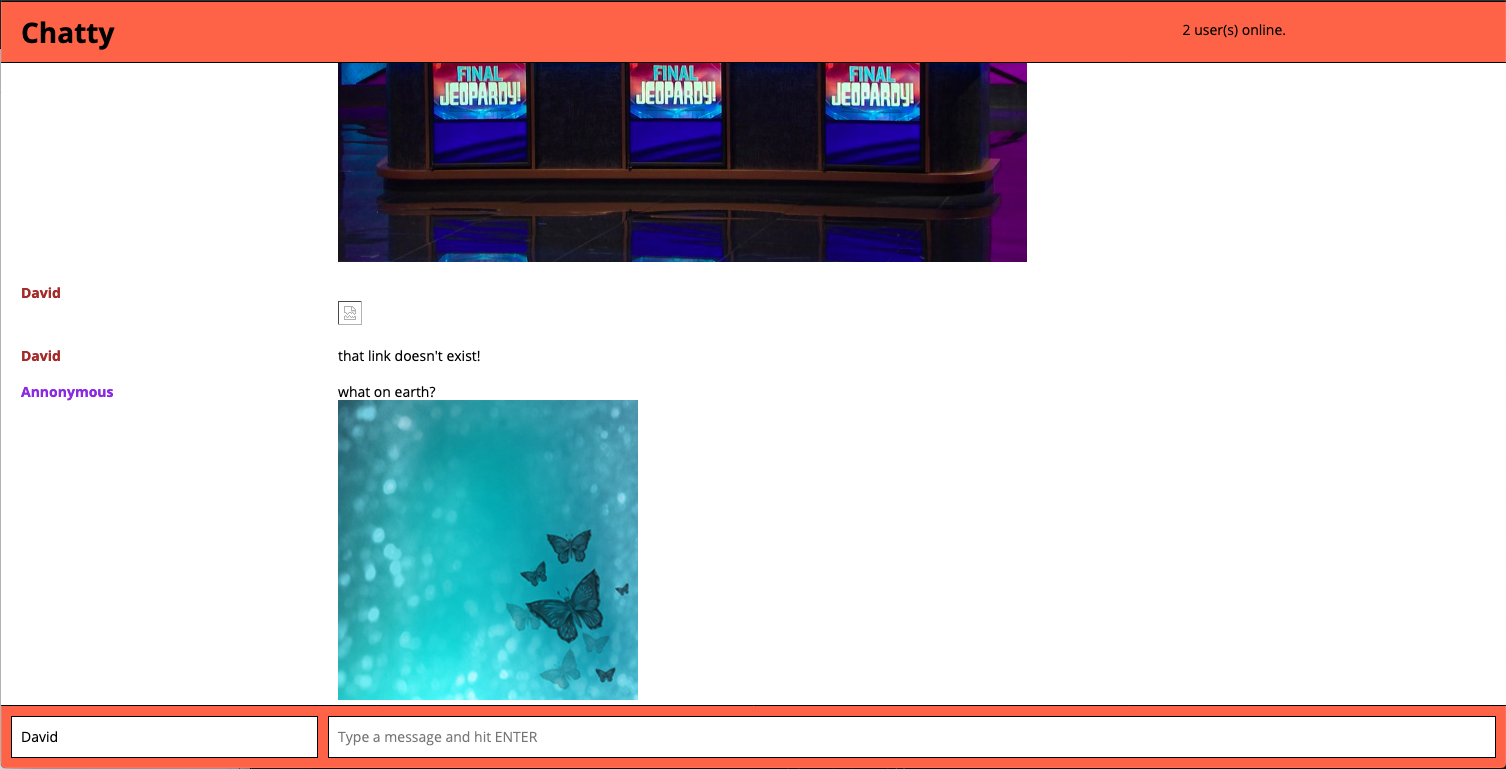 Chatty
2 user(s) online.
FINAL JEOPARDY!
FINAL JEOPARDY!
FINAL JEOPARDY!
David
David that link doesn't exist!
Annonymous what on earth?
David
Type a message and hit ENTER